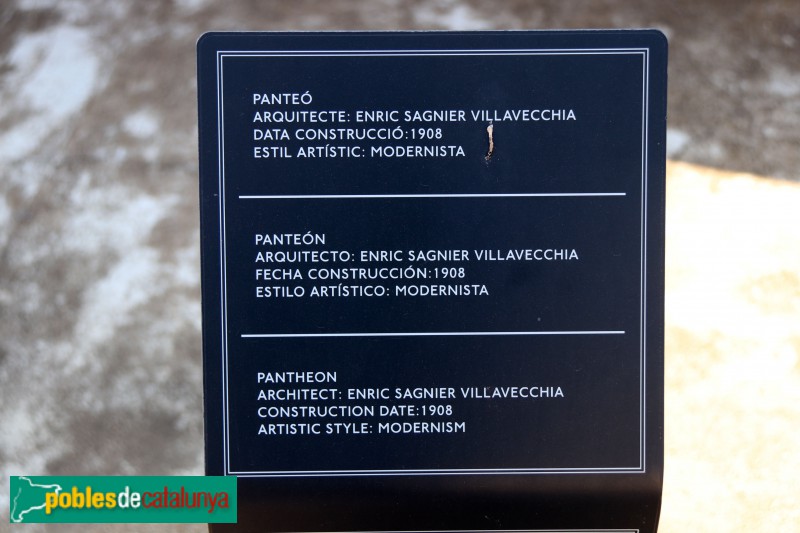 PANTEÓ
ARQUITECTE: ENRIC SAGNIER VILLAVECCHIA
DATA CONSTRUCCIÓ:1908
ESTIL ARTÍSTIC: MODERNISTA
PANTEÓN
ARQUITECTO: ENRIC SAGNIER VILLAVECCHIA
FECHA CONSTRUCCIÓN:1908
ESTILO ARTÍSTICO: MODERNISTA
PANTHEON
ARCHITECT: ENRIC SAGNIER VILLAVECCHIA
CONSTRUCTION DATE:1908
ARTISTIC STYLE: MODERNISM
poblesdecatalunya